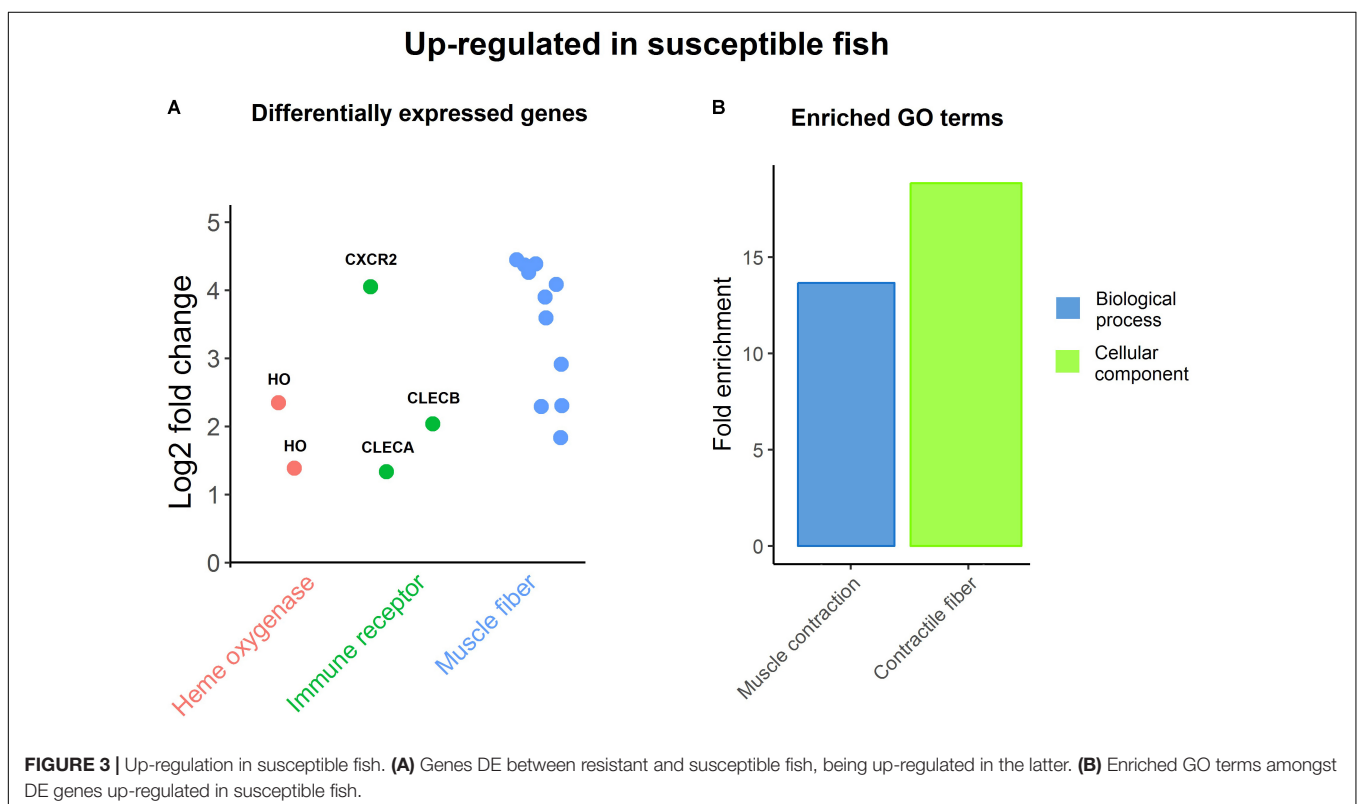 Up-regulated in susceptible fish
A
Differentially expressed genes
Log2 fold change
5
4
3
2
1
0
CXCR2
HO
CLECB
HO
CLECA
Heme oxygenase
Immune receptor
Muscle fiber
B
Enriched GO terms
Fold enrichment
15
10
5
0
Muscle contraction
Contractile fiber
Biological
process
Cellular
component
FIGURE 3 | Up-regulation in susceptible fish. (A) Genes DE between resistant and susceptible fish, being up-regulated in the latter. (B) Enriched GO terms amongst
DE genes up-regulated in susceptible fish.